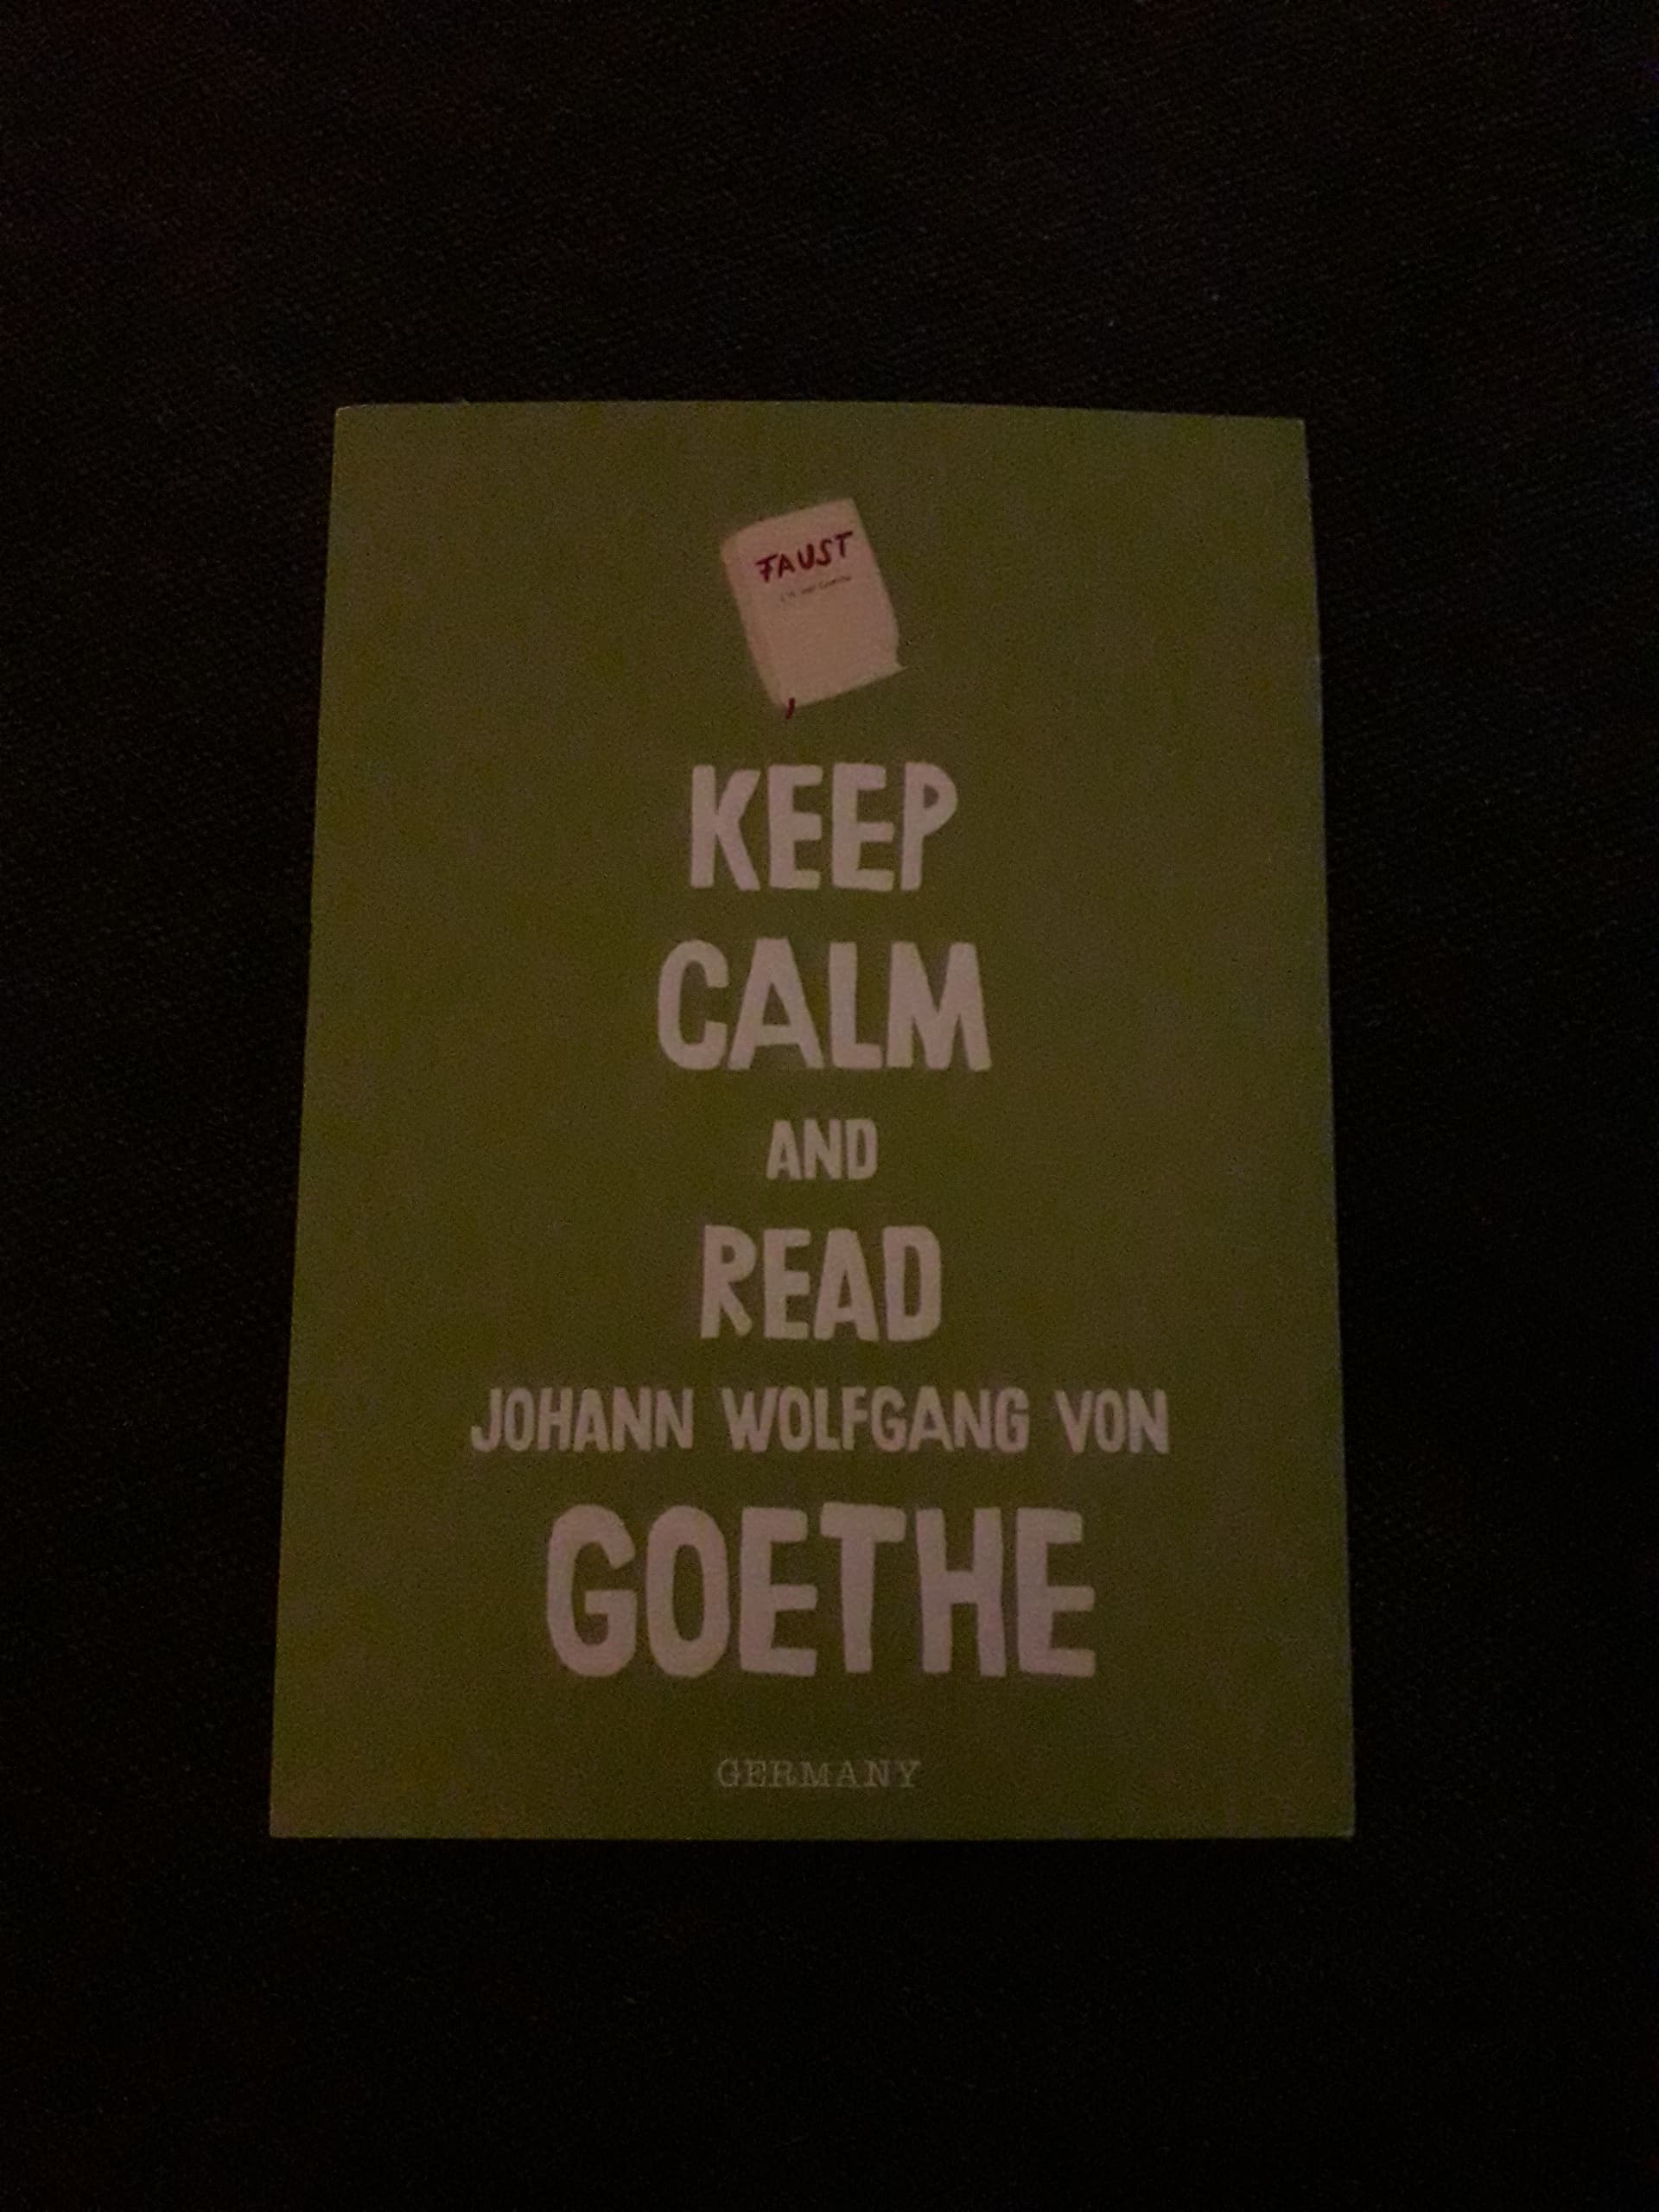 FAUST
KEEP
CALM
AND
READ
JOHANN WOLFGANG VON
GOETHE
GERMANY